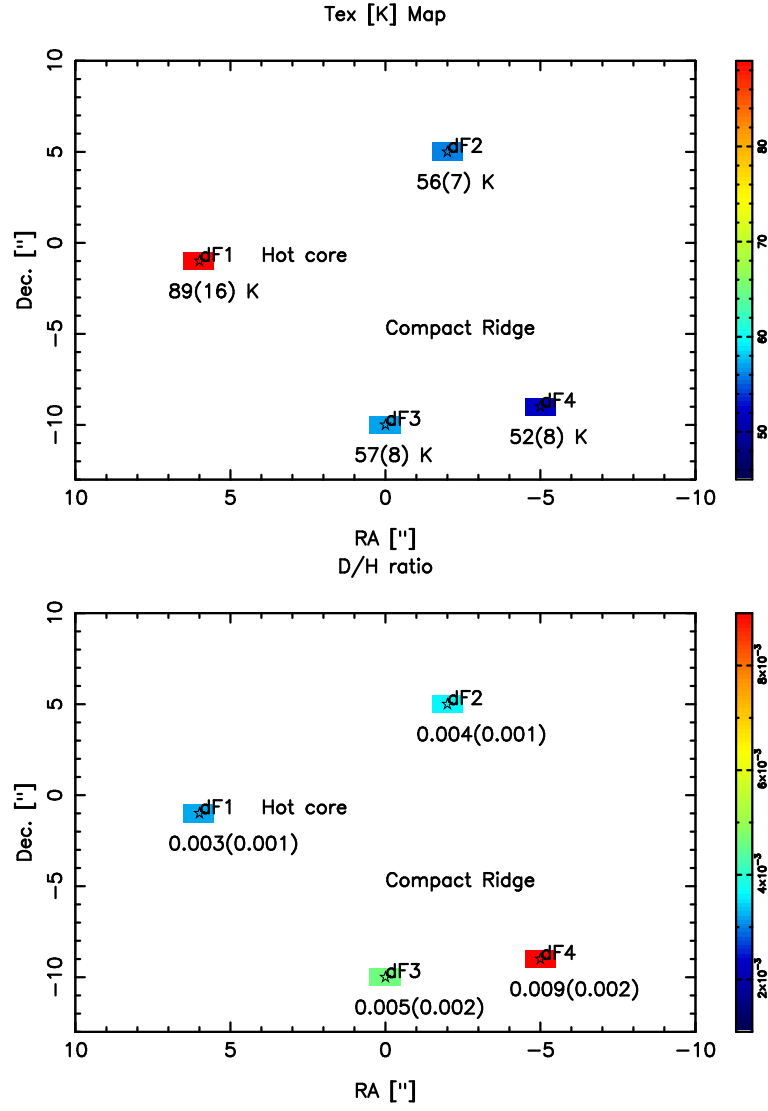 Tex [K] Map
10
80
dF2
5
56(7) K
70
dF1 Hot core
0
Dec. ["]
89(16) K
60
Compact Ridge
−5
dF4
dF3
50
−10
52(8) K
57(8) K
10 5 0 −5 −10
RA ["]
D/H ratio
10
8×10⁻³
dF2
5
0.004(0.001)
6×10⁻³
dF1 Hot core
0
Dec. ["]
0.003(0.001)
4×10⁻³
Compact Ridge
−5
dF4
dF3
2×10⁻³
−10
0.009(0.002)
0.005(0.002)
10 5 0 −5 −10
RA ["]